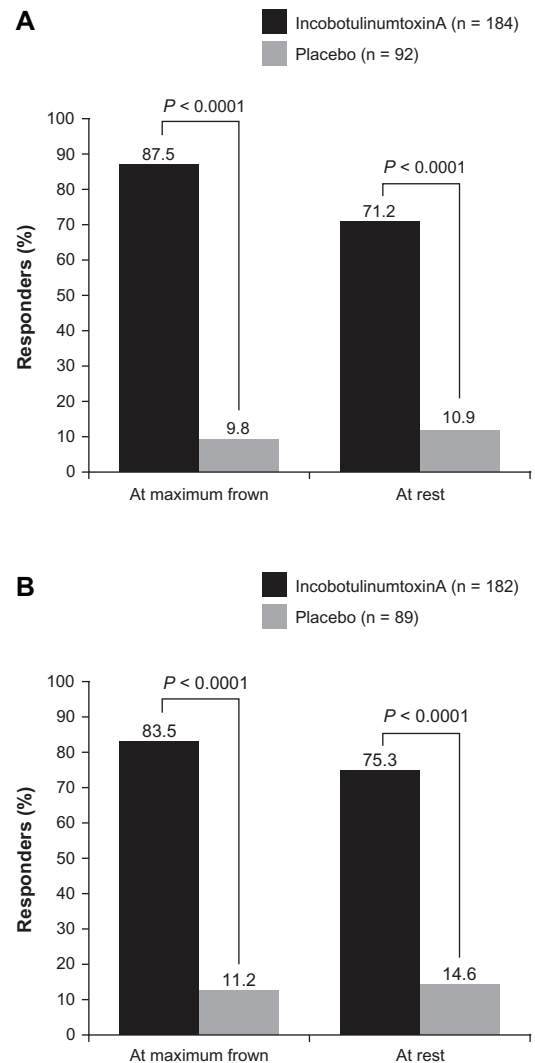 A
IncobotulinumtoxinA (n = 184)
Placebo (n = 92)
Responders (%)
100
90
80
70
60
50
40
30
20
10
0
P < 0.0001
87.5
9.8
P < 0.0001
71.2
10.9
At maximum frown
At rest
B
IncobotulinumtoxinA (n = 182)
Placebo (n = 89)
Responders (%)
100
90
80
70
60
50
40
30
20
10
0
P < 0.0001
83.5
11.2
P < 0.0001
75.3
14.6
At maximum frown
At rest